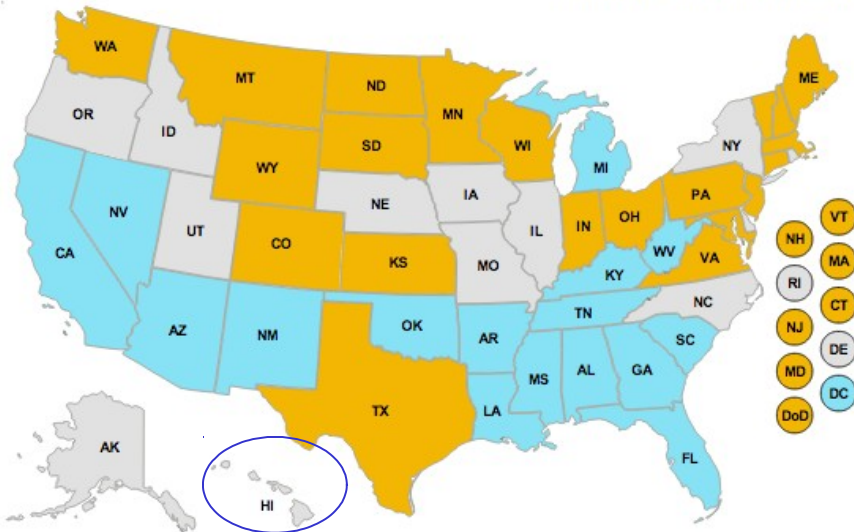 WA
MT
ND
MN
ME
OR
ID
SD
WI
NY
WY
MI
NV
UT
NE
IA
PA
CA
CO
IL
IN
OH
VT
KS
MO
WV
VA
NH
KY
MA
AZ
NM
OK
TN
NC
RI
AR
SC
CT
MS
AL
GA
NJ
TX
LA
DE
MD
AK
FL
DC
DoD
HI